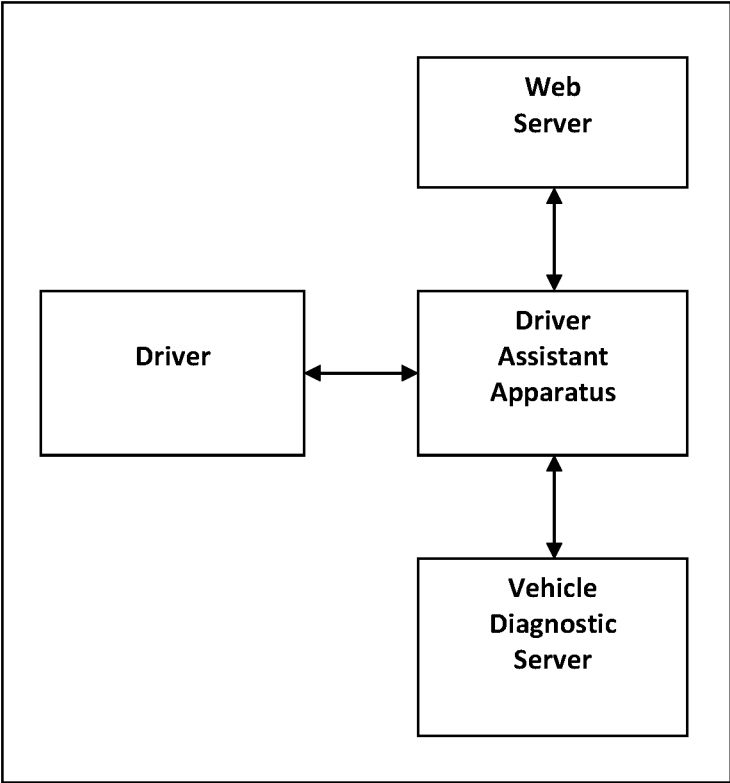 Web
Server
Driver
Driver
Assistant
Apparatus
Vehicle
Diagnostic
Server